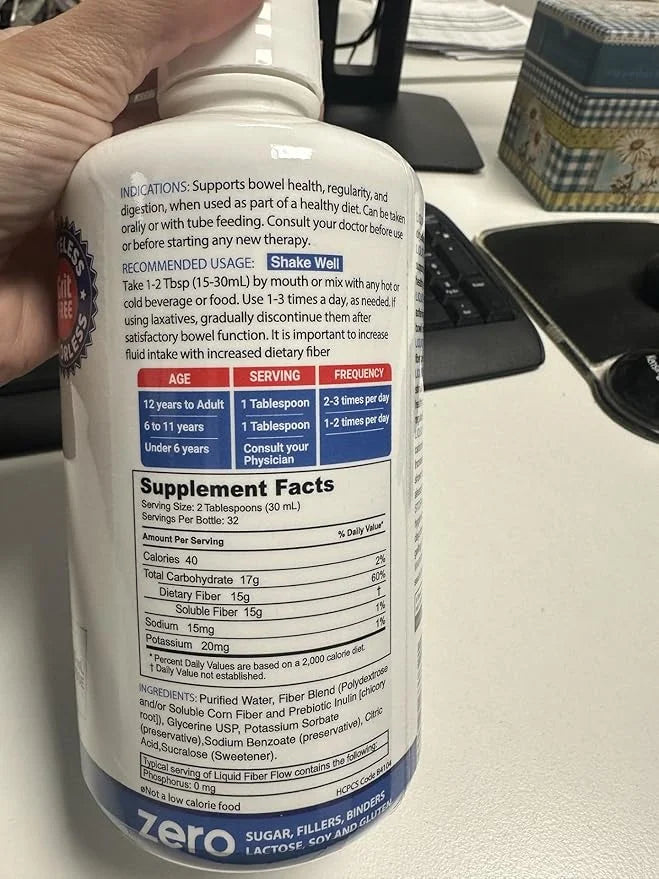 INDICATIONS: Supports bowel health, regularity, and
digestion, when used as part of a healthy diet. Can be taken
orally or with tube feeding. Consult your doctor before use
or before starting any new therapy.
RECOMMENDED USAGE: Shake Well
Take 1-2 Tbsp (15-30mL) by mouth or mix with any hot or
cold beverage or food. Use 1-3 times a day, as needed. If
using laxatives, gradually discontinue them after
satisfactory bowel function. It is important to increase
fluid intake with increased dietary fiber
AGE SERVING FREQUENCY
12 years to Adult 1 Tablespoon 2-3 times per day
6 to 11 years 1 Tablespoon 1-2 times per day
Under 6 years Consult your
Physician
Supplement Facts
Serving Size: 2 Tablespoons (30 mL)
Servings Per Bottle: 32
Amount Per Serving % Daily Value*
Calories 40
Total Carbohydrate 17g 2%
Dietary Fiber 15g 60%
Soluble Fiber 15g †
Sodium 15mg 1%
Potassium 20mg 1%
* Percent Daily Values are based on a 2,000 calorie diet.
† Daily Value not established.
INGREDIENTS: Purified Water, Fiber Blend (Polydextrose
and/or Soluble Corn Fiber and Prebiotic Inulin [chicory
root]), Glycerine USP, Potassium Sorbate
(preservative),Sodium Benzoate (preservative), Citric
Acid,Sucralose (Sweetener).
Typical serving of Liquid Fiber Flow contains the following:
Phosphorus: 0 mg
øNot a low calorie food HCPCS Code B4104
zero SUGAR, FILLERS, BINDERS
LACTOSE, SOY AND GLUTEN